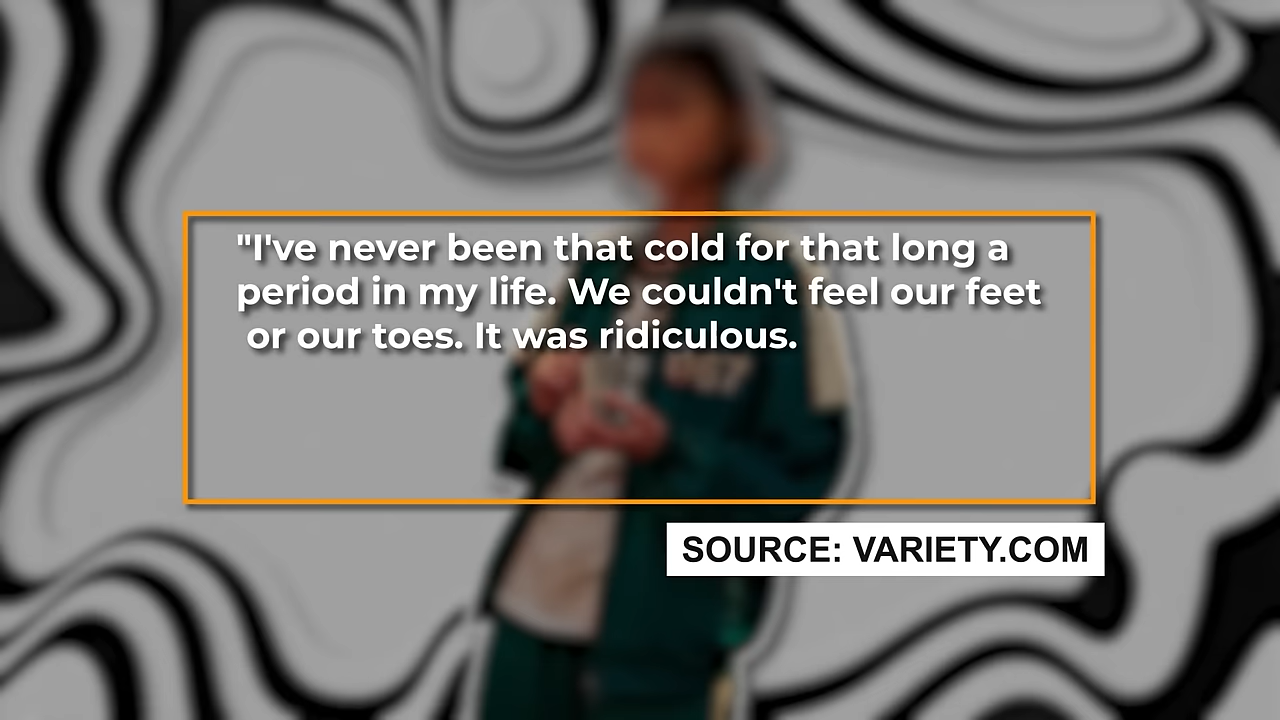 "I've never been that cold for that long a
period in my life. We couldn't feel our feet
or our toes. It was ridiculous.
SOURCE: VARIETY.COM